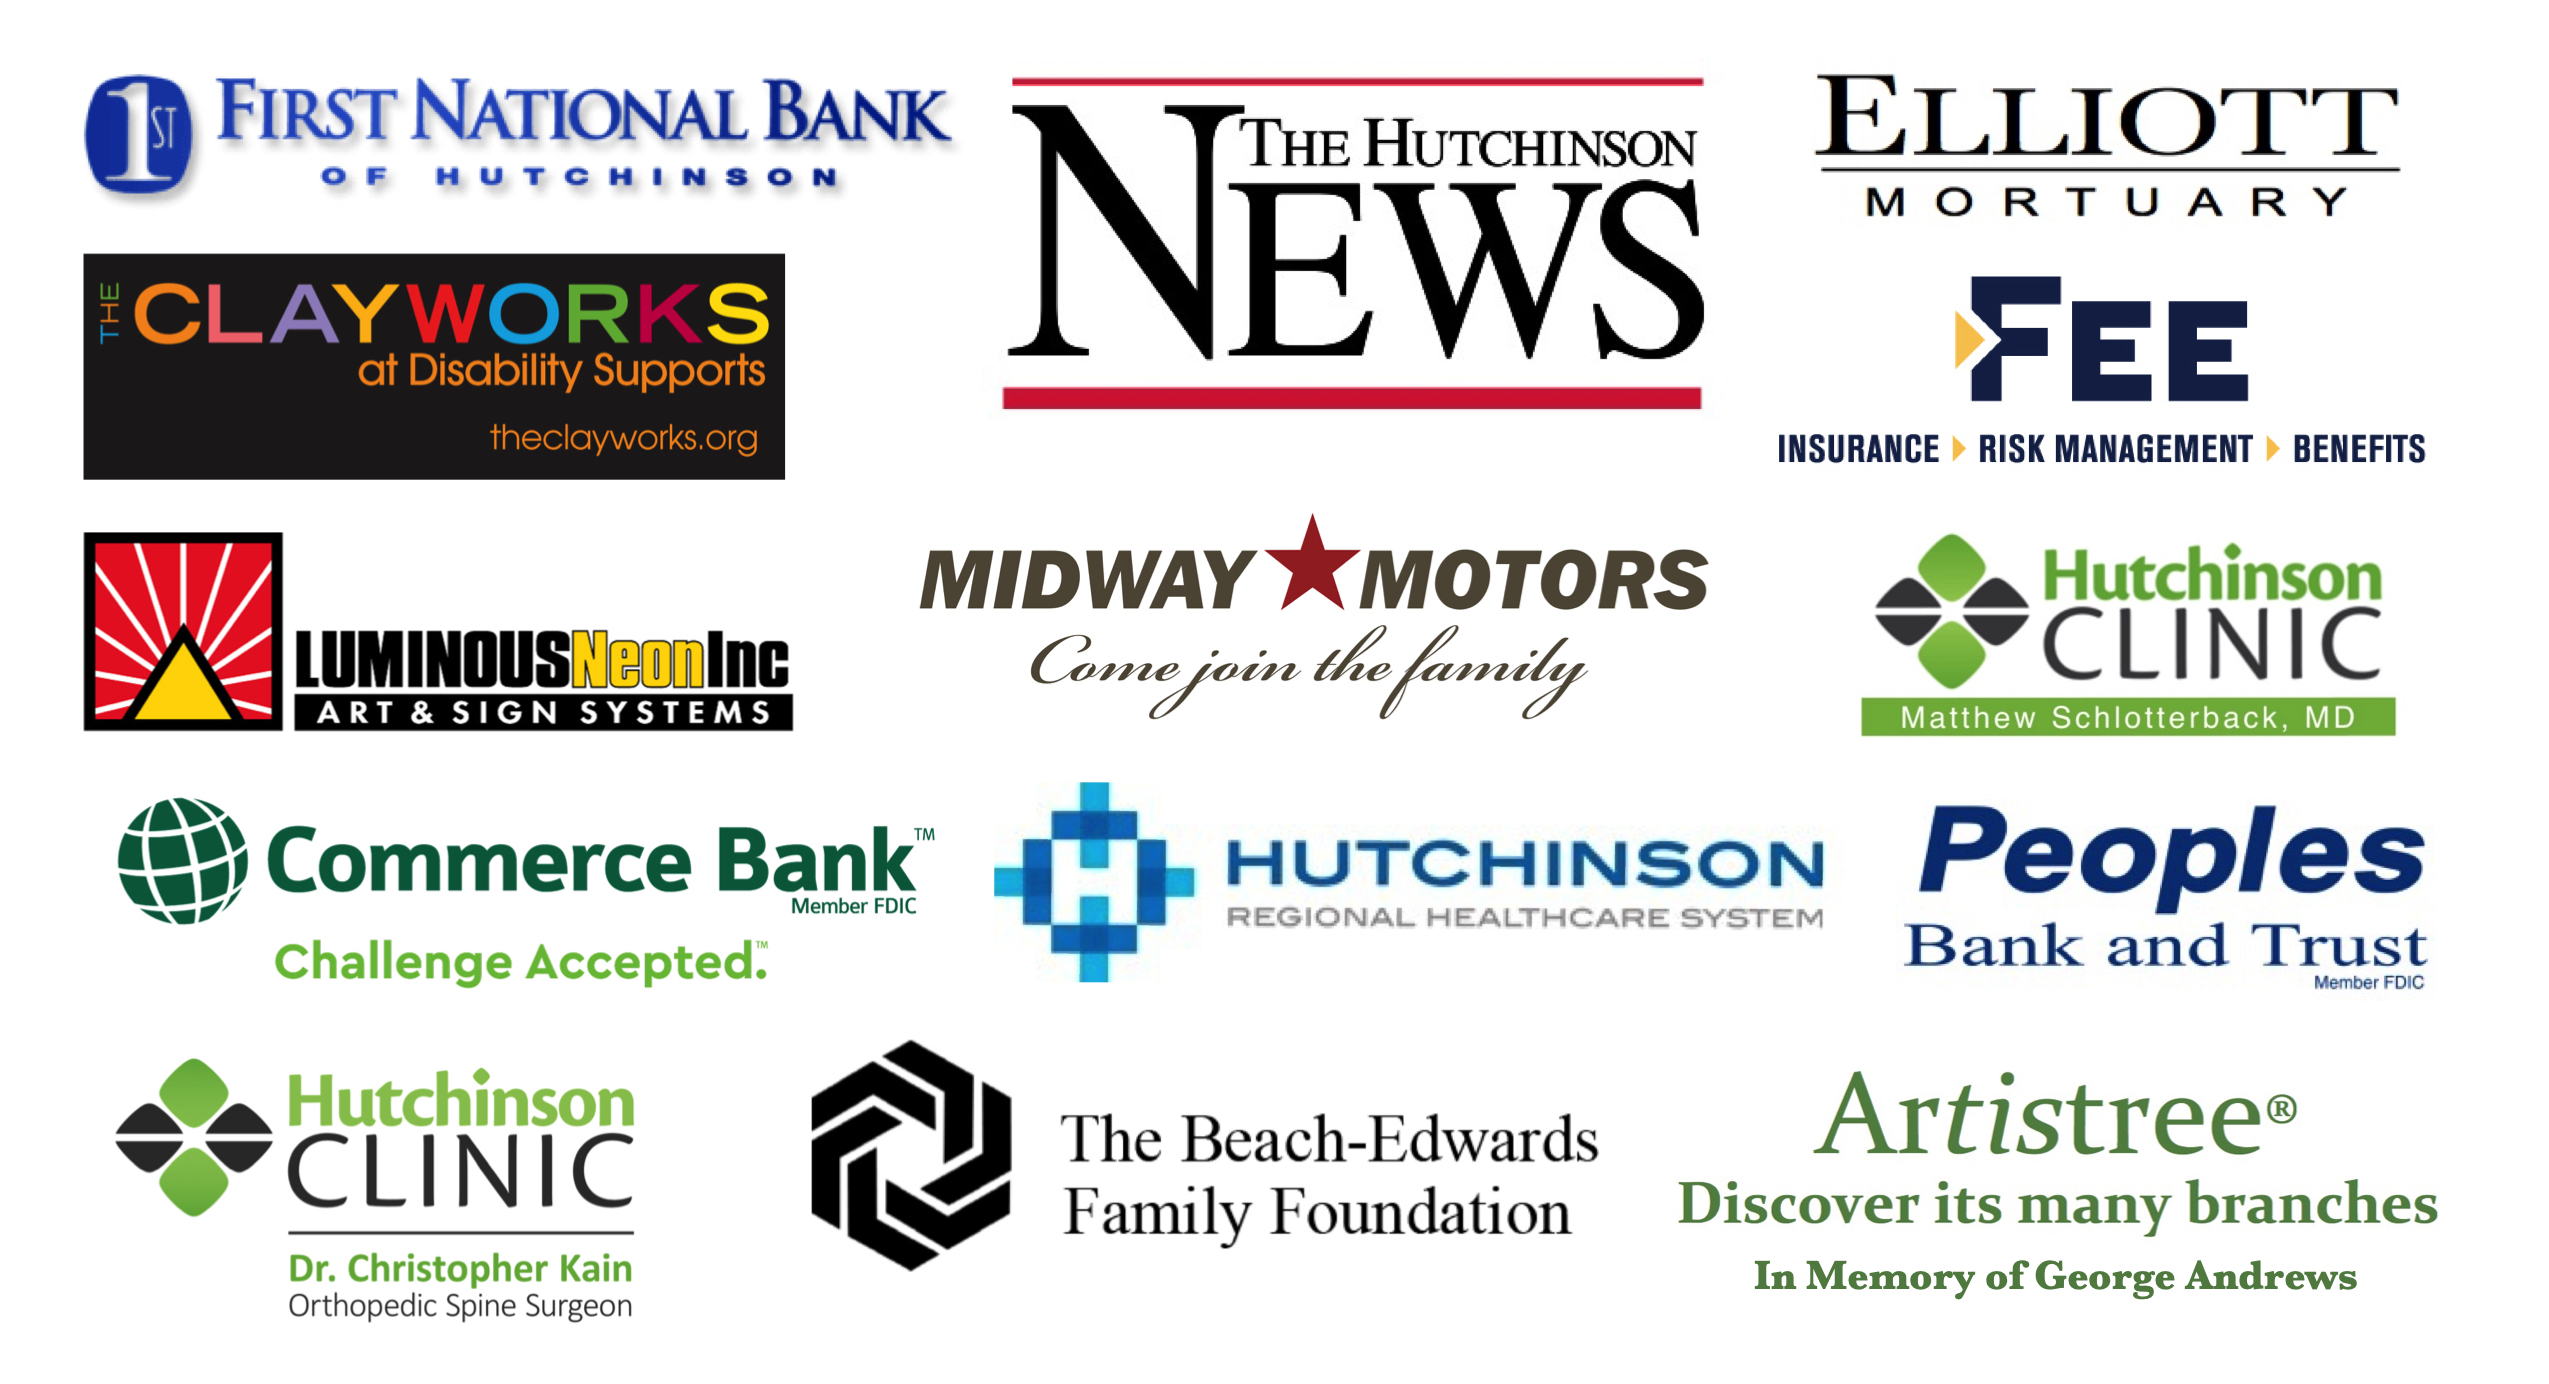 1ST FIRST NATIONAL BANK
OF HUTCHINSON
THE HUTCHINSON
NEWS
ELLIOTT
MORTUARY
THE CLAYWORKS
at Disability Supports
theclayworks.org
FEE
INSURANCE RISK MANAGEMENT BENEFITS
LUMINOUSNeonInc
ART & SIGN SYSTEMS
MIDWAY MOTORS
Come join the family
Hutchinson
CLINIC
Matthew Schlotterback, MD
Commerce Bank™
Member FDIC
Challenge Accepted.™
HUTCHINSON
REGIONAL HEALTHCARE SYSTEM
Peoples
Bank and Trust
Member FDIC
Hutchinson
CLINIC
Dr. Christopher Kain
Orthopedic Spine Surgeon
The Beach-Edwards
Family Foundation
Artistree®
Discover its many branches
In Memory of George Andrews